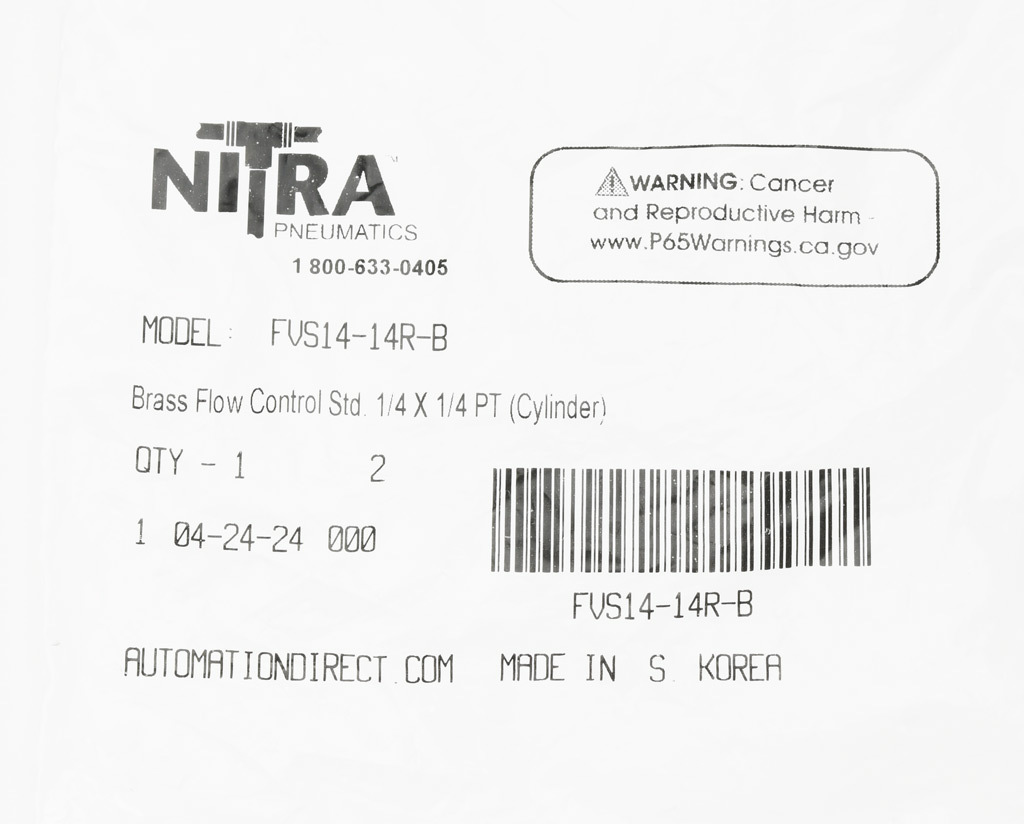 NITRA™
PNEUMATICS
1 800-633-0405
WARNING: Cancer
and Reproductive Harm -
www.P65Warnings.ca.gov
MODEL: FVS14-14R-B
Brass Flow Control Std. 1/4 X 1/4 PT (Cylinder)
QTY - 1 2
1 04-24-24 000
FVS14-14R-B
AUTOMATIONDIRECT.COM MADE IN S. KOREA